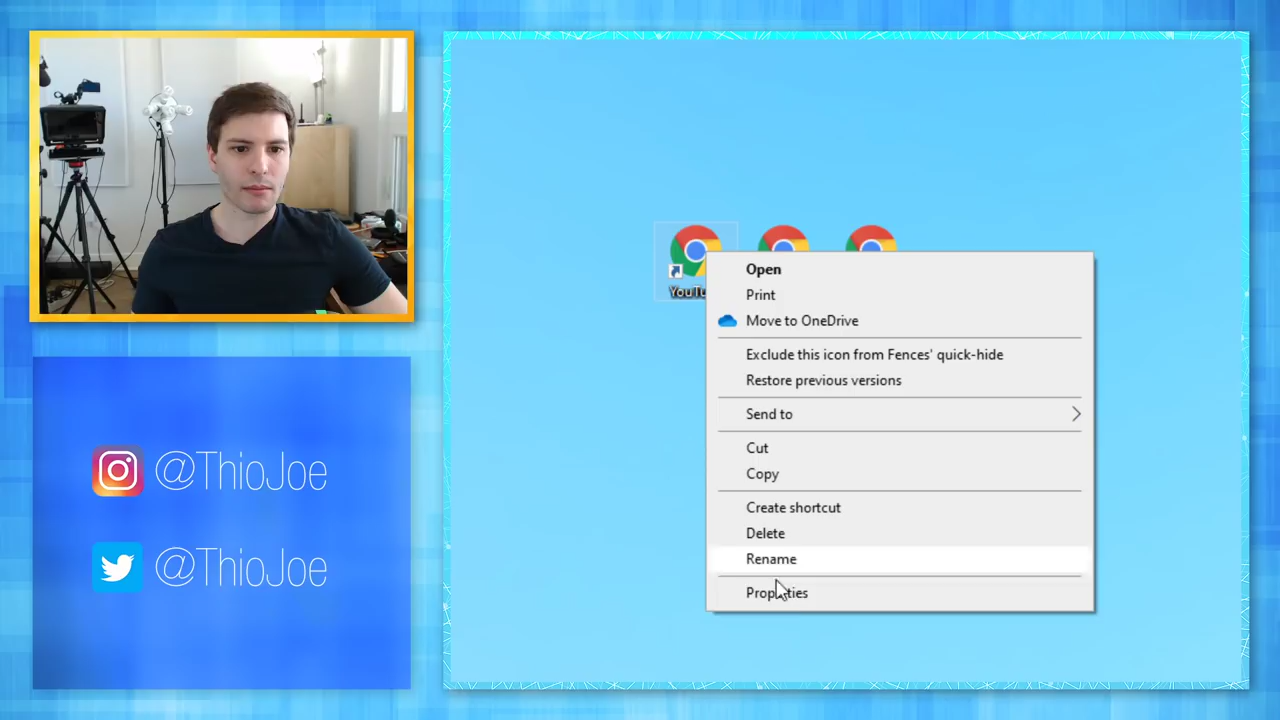 @ThioJoe
@ThioJoe
YouTu
Open
Print
Move to OneDrive
Exclude this icon from Fences' quick-hide
Restore previous versions
Send to
Cut
Copy
Create shortcut
Delete
Rename
Properties